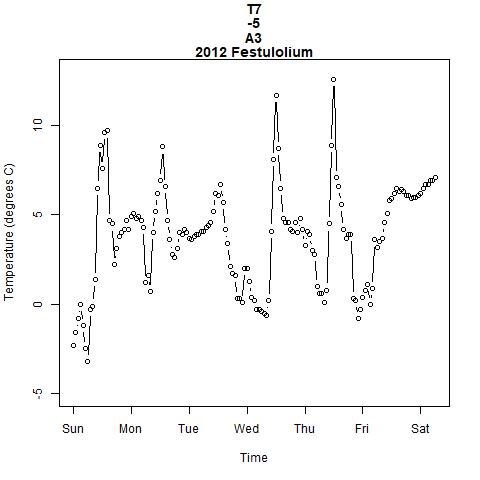 T7
-5
A3
2012 Festulolium
Temperature (degrees C)
10
5
0
-5
Sun Mon Tue Wed Thu Fri Sat
Time